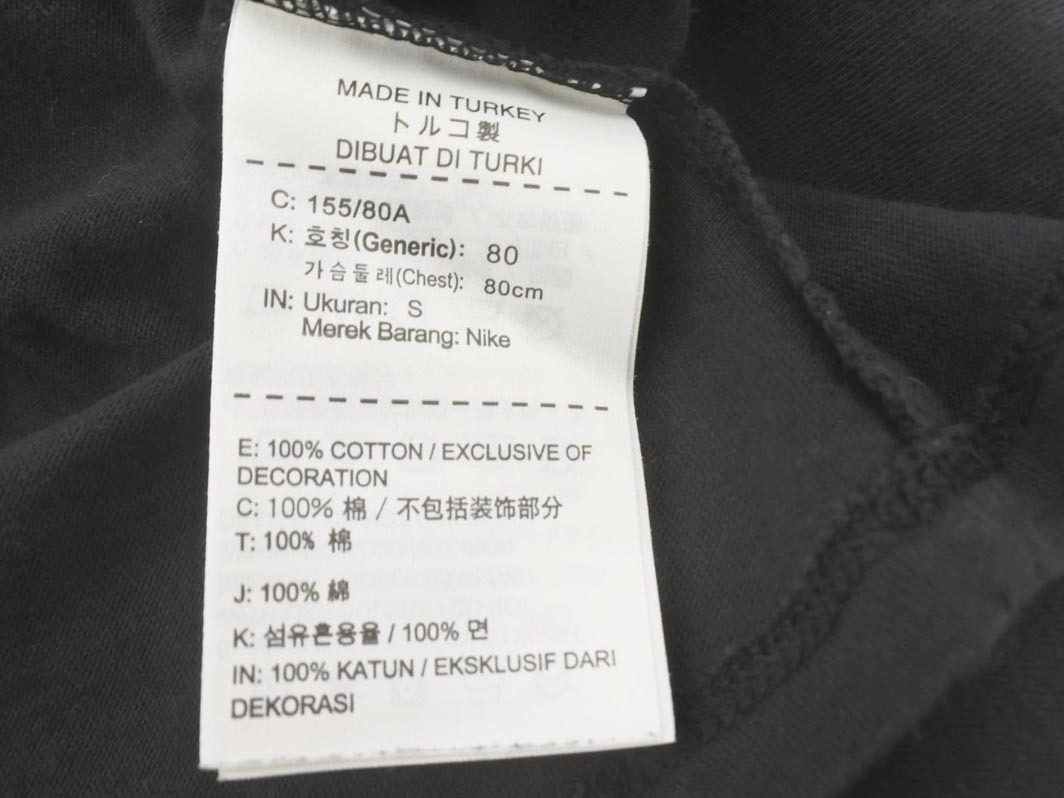 MADE IN TURKEY
トルコ製
DIBUAT DI TURKI
C: 155/80A
K: 호칭(Generic): 80
가슴둘레(Chest): 80cm
IN: Ukuran: S
Merek Barang: Nike
E: 100% COTTON / EXCLUSIVE OF
DECORATION
C: 100% 棉 / 不包括装饰部分
T: 100% 棉
J: 100% 綿
K: 섬유혼용율 / 100% 면
IN: 100% KATUN / EKSKLUSIF DARI
DEKORASI